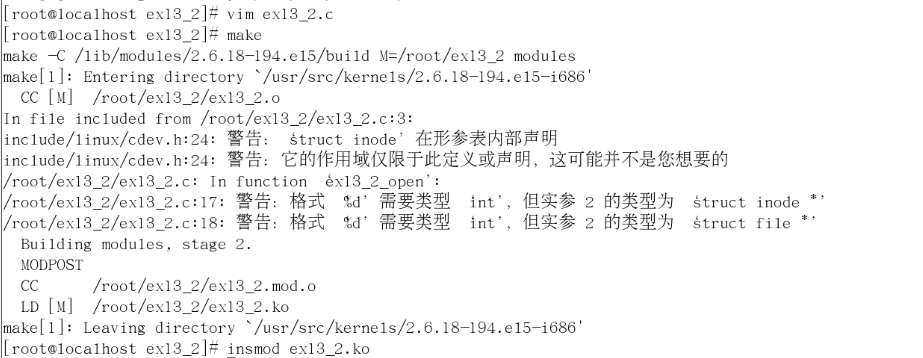 [root@localhost ex13_2]# vim ex13_2.c
[root@localhost ex13_2]# make
make -C /lib/modules/2.6.18-194.el5/build M=/root/ex13_2 modules
make[1]: Entering directory `/usr/src/kernels/2.6.18-194.el5-i686'
  CC [M]  /root/ex13_2/ex13_2.o
In file included from /root/ex13_2/ex13_2.c:3:
include/linux/cdev.h:24: 警告： ‘struct inode’ 在形参表内部声明
include/linux/cdev.h:24: 警告：它的作用域仅限于此定义或声明，这可能并不是您想要的
/root/ex13_2/ex13_2.c: In function ‘ex13_2_open’:
/root/ex13_2/ex13_2.c:17: 警告：格式 ‘%d’ 需要类型 ‘int’，但实参 2 的类型为 ‘struct inode *’
/root/ex13_2/ex13_2.c:18: 警告：格式 ‘%d’ 需要类型 ‘int’，但实参 2 的类型为 ‘struct file *’
  Building modules, stage 2.
  MODPOST
  CC      /root/ex13_2/ex13_2.mod.o
  LD [M]  /root/ex13_2/ex13_2.ko
make[1]: Leaving directory `/usr/src/kernels/2.6.18-194.el5-i686'
[root@localhost ex13_2]# insmod ex13_2.ko